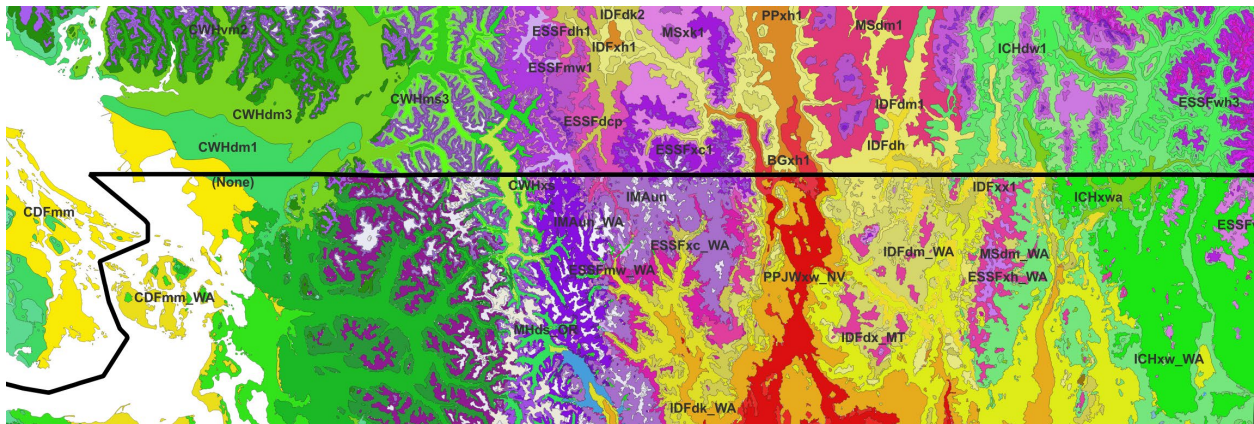 IDFdk2
PPxh1
CWHvm2
ESSFdh1
MSxk1
MSdm1
IDFxh1
ICHdw1
ESSFmw1
ESSFwh3
CWHdm3
ESSFdcp
IDFdm1
CWHdm1
ESSFxc1
IDFdh
BGxh1
(None)
CWHxs
IDFxx1
IMAun
ICHxwa
CDFmm
IMAun_WA
ESSFxc_WA
IDFdm_WA
MSdm_WA
ESSFmw_WA
PPJWxw_NV
ESSFxh_WA
CDFmm_WA
MHds_OR
IDFdx_MT
ICHxw_WA
IDFdk_WA